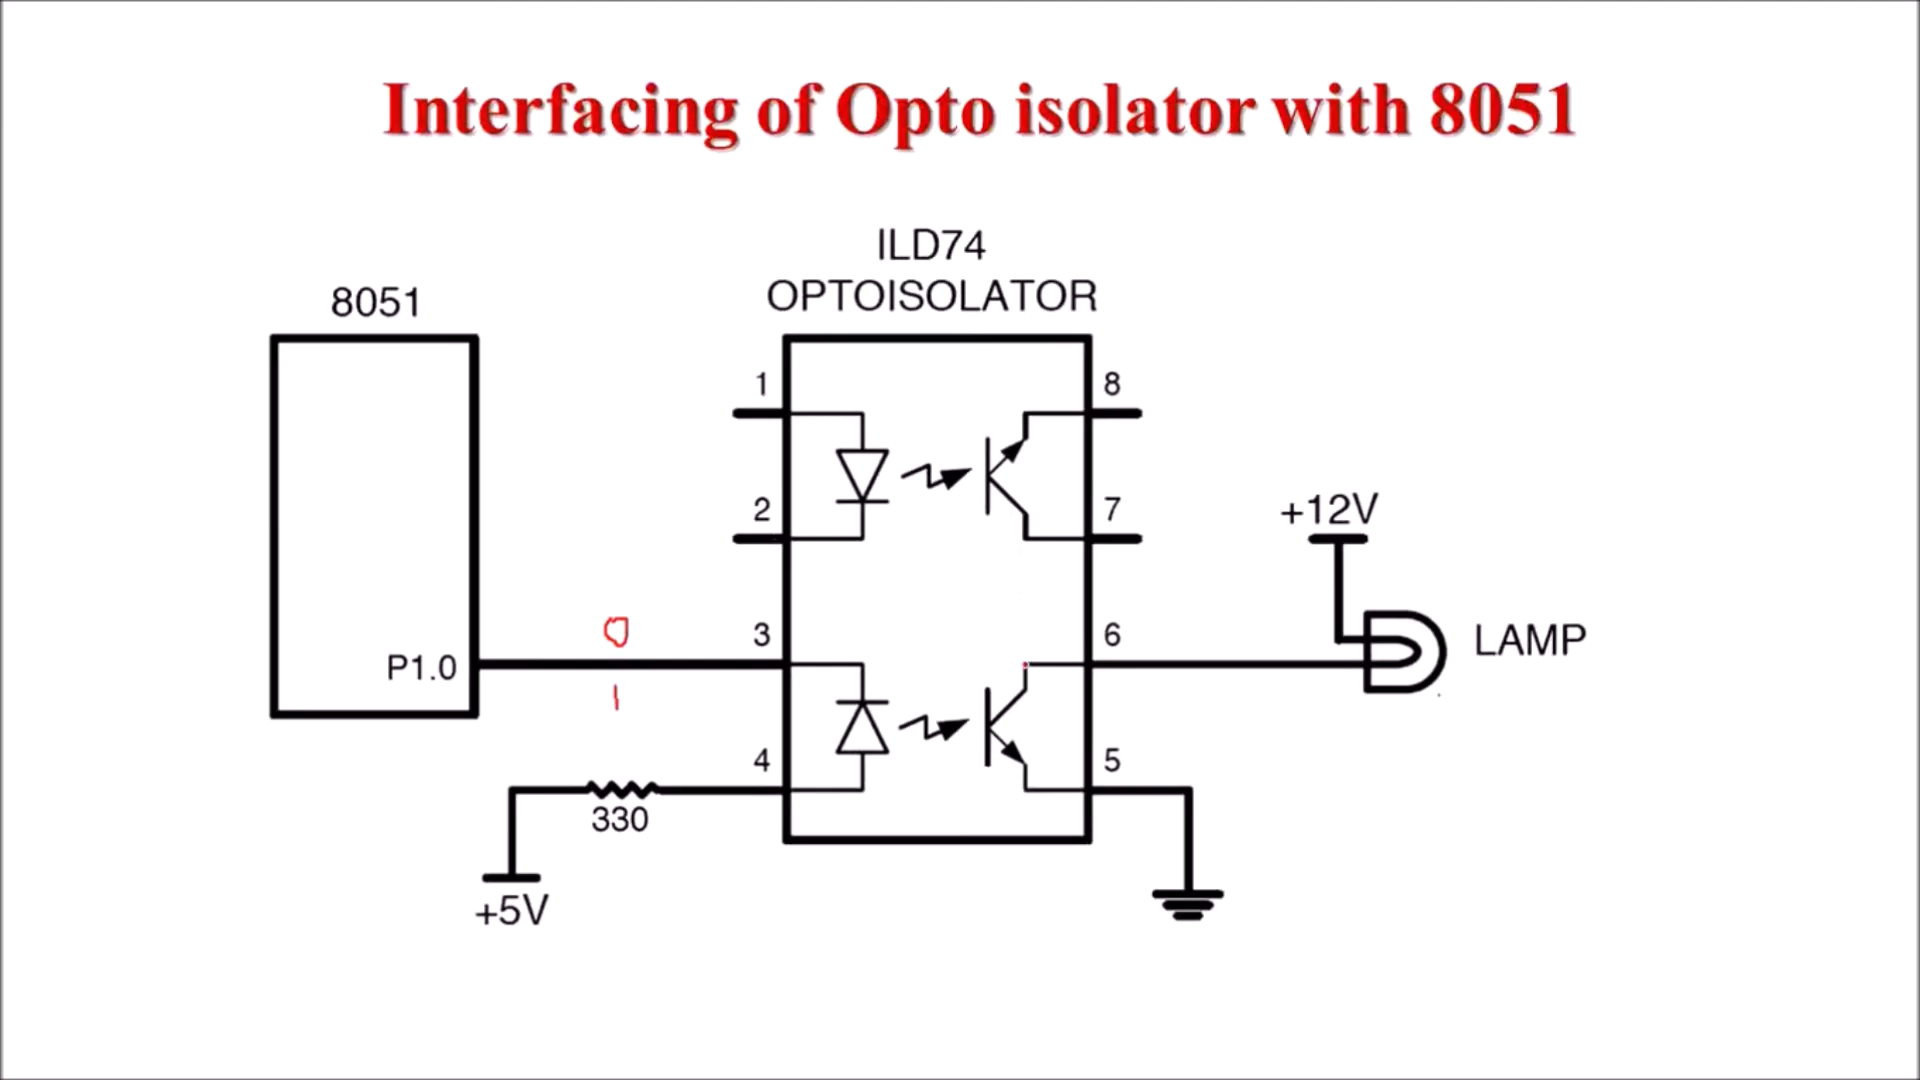 Interfacing of Opto isolator with 8051
ILD74
OPTOISOLATOR
8051
1
8
2
7
+12V
0
3
6
LAMP
P1.0
1
4
5
330
+5V